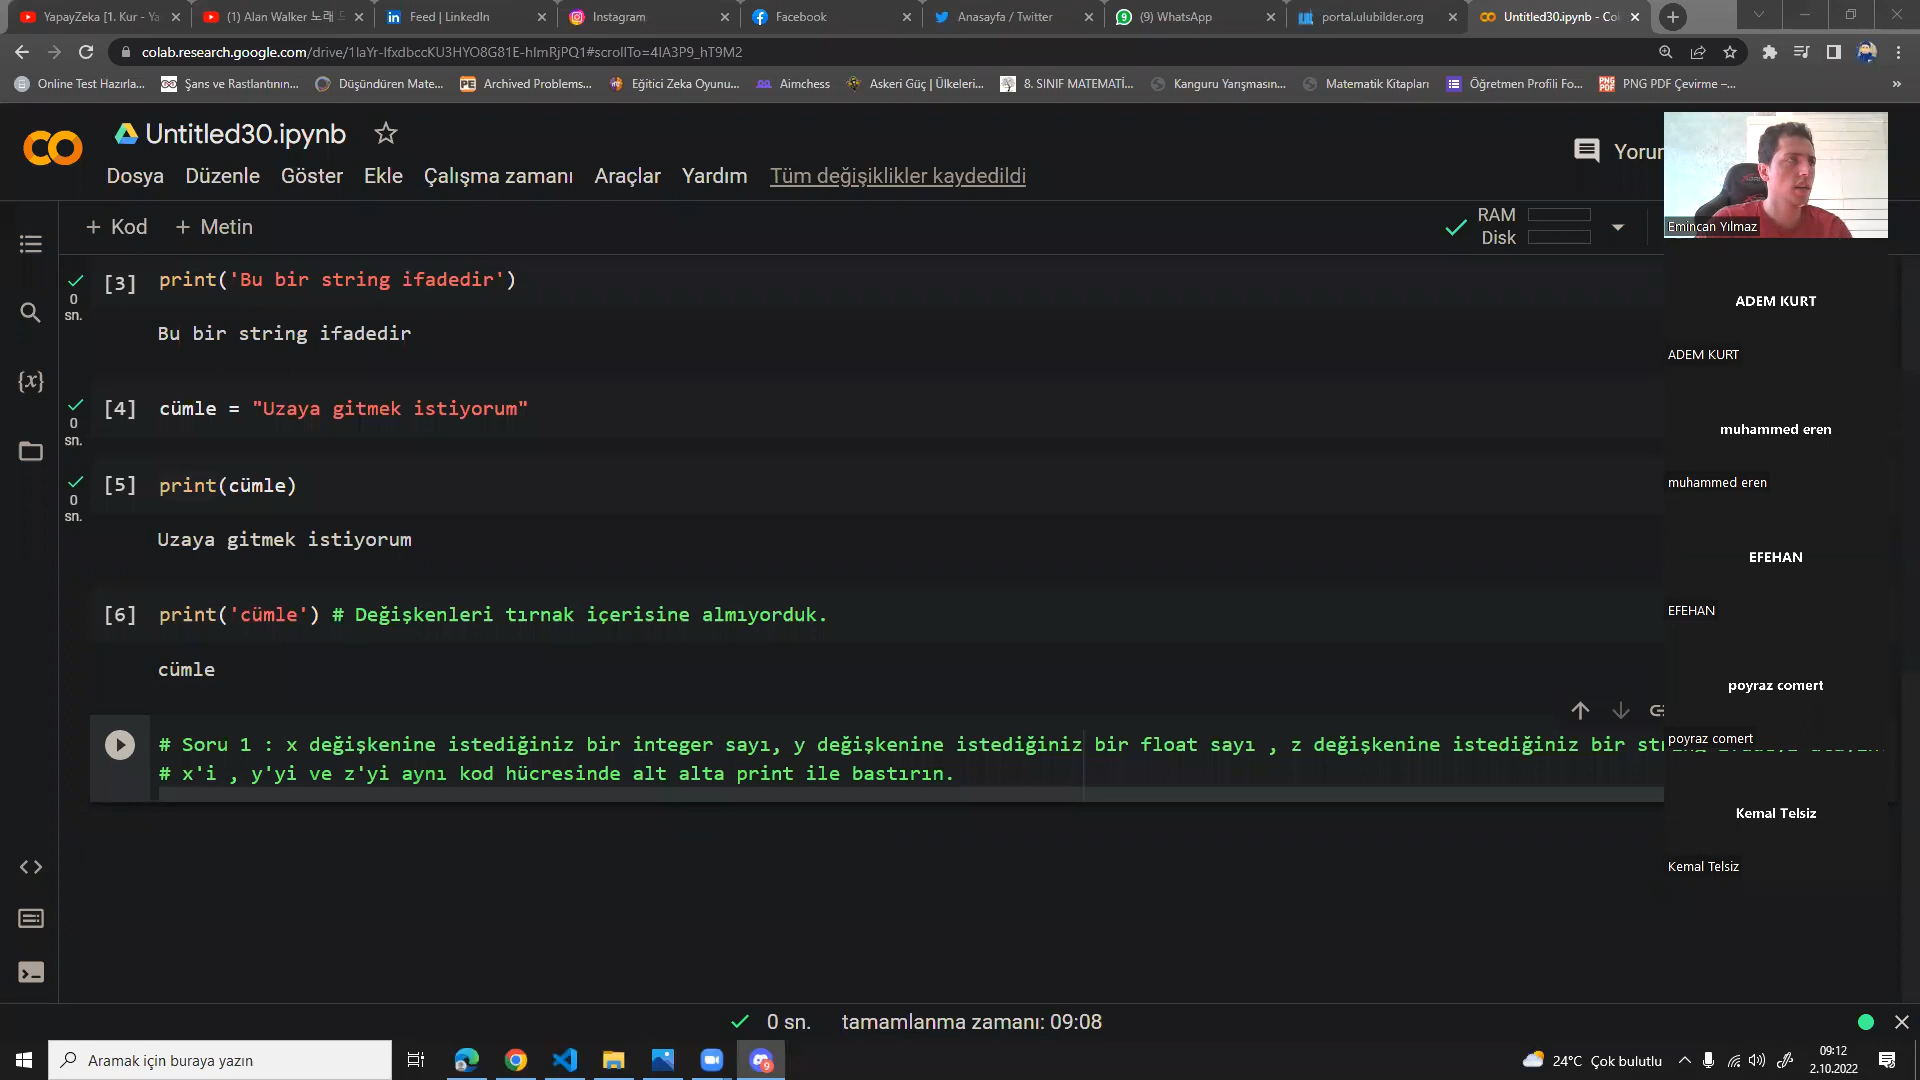 YapayZeka [1. Kur - Ya
(1) Alan Walker 노래 모
Feed | LinkedIn
Instagram
Facebook
Anasayfa / Twitter
(9) WhatsApp
portal.ulubilder.org
Untitled30.ipynb - Co
colab.research.google.com/drive/1IaYr-IfxdbccKU3HYO8G81E-hImRjPQ1#scrollTo=4IA3P9_hT9M2
Online Test Hazırla...
Şans ve Rastlantının...
Düşündüren Mate...
Archived Problems...
Eğitici Zeka Oyunu...
Aimchess
Askeri Güç | Ülkeleri...
8. SINIF MATEMATİ...
Kanguru Yarışmasın...
Matematik Kitapları
Öğretmen Profili Fo...
PNG PDF Çevirme –...
Untitled30.ipynb
Yorum
Dosya Düzenle Göster Ekle Çalışma zamanı Araçlar Yardım Tüm değişiklikler kaydedildi
+ Kod + Metin
RAM
Disk
Emincan Yılmaz
[3] print('Bu bir string ifadedir')
0
sn.
Bu bir string ifadedir
ADEM KURT
ADEM KURT
[4] cümle = "Uzaya gitmek istiyorum"
0
sn.
muhammed eren
muhammed eren
[5] print(cümle)
0
sn.
Uzaya gitmek istiyorum
EFEHAN
EFEHAN
[6] print('cümle') # Değişkenleri tırnak içerisine almıyorduk.
cümle
poyraz comert
poyraz comert
# Soru 1 : x değişkenine istediğiniz bir integer sayı, y değişkenine istediğiniz bir float sayı , z değişkenine istediğiniz bir
# x'i , y'yi ve z'yi aynı kod hücresinde alt alta print ile bastırın.
Kemal Telsiz
Kemal Telsiz
0 sn. tamamlanma zamanı: 09:08
Aramak için buraya yazın
9
24°C Çok bulutlu
09:12
2.10.2022